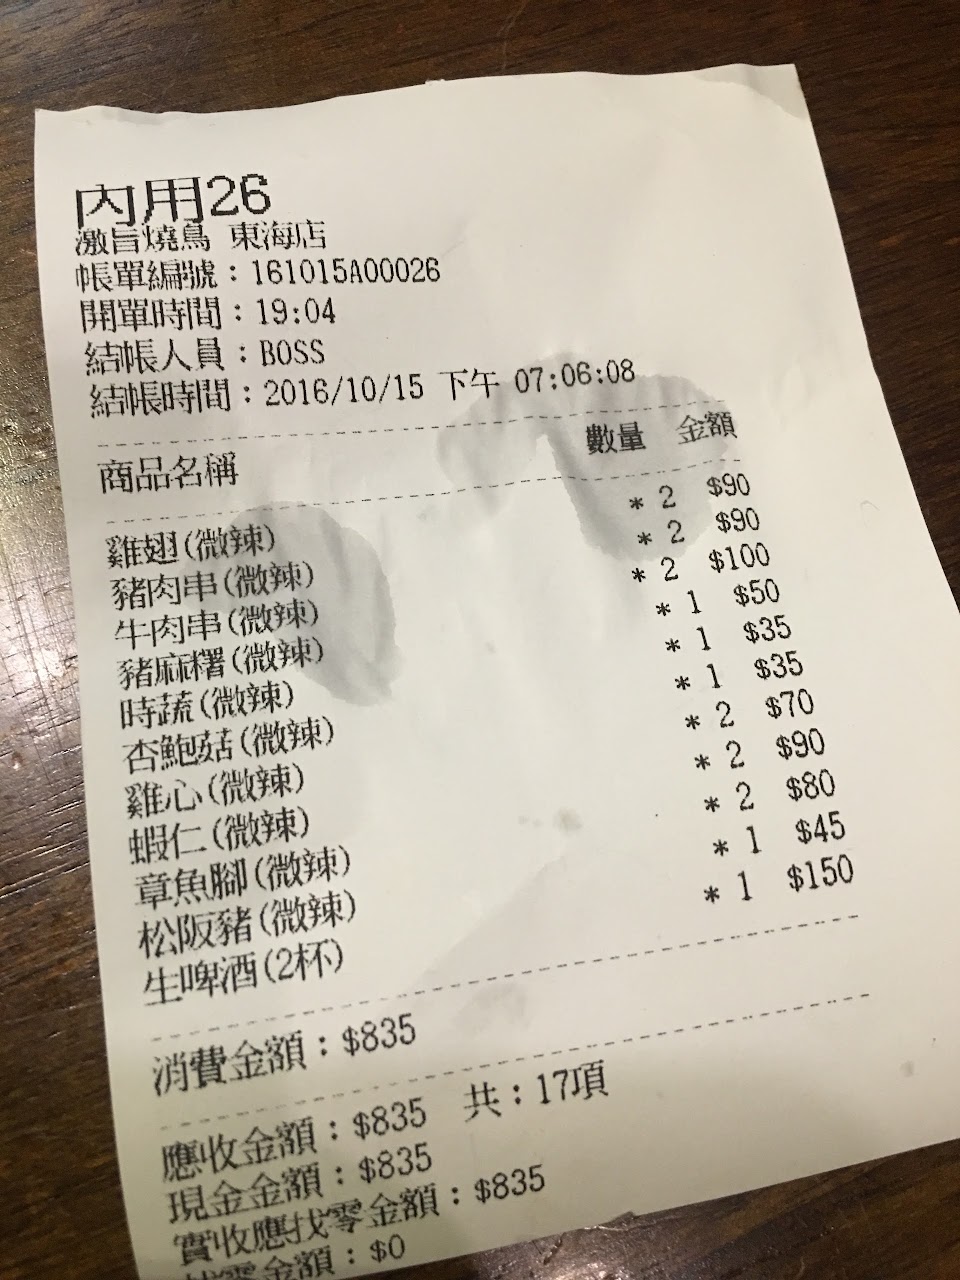 內用26
激旨燒鳥 東海店
帳單編號：161015A00026
開單時間：19:04
結帳人員：BOSS
結帳時間：2016/10/15 下午 07:06:08
商品名稱 數量 金額
雞翅(微辣) * 2 $90
豬肉串(微辣) * 2 $90
牛肉串(微辣) * 2 $100
豬麻糬(微辣) * 1 $50
時蔬(微辣) * 1 $35
杏鮑菇(微辣) * 1 $35
雞心(微辣) * 2 $70
蝦仁(微辣) * 2 $90
章魚腳(微辣) * 2 $80
松阪豬(微辣) * 1 $45
生啤酒(2杯) * 1 $150
消費金額：$835
應收金額：$835 共：17項
現金金額：$835
實收應找零金額：$835
找零金額：$0